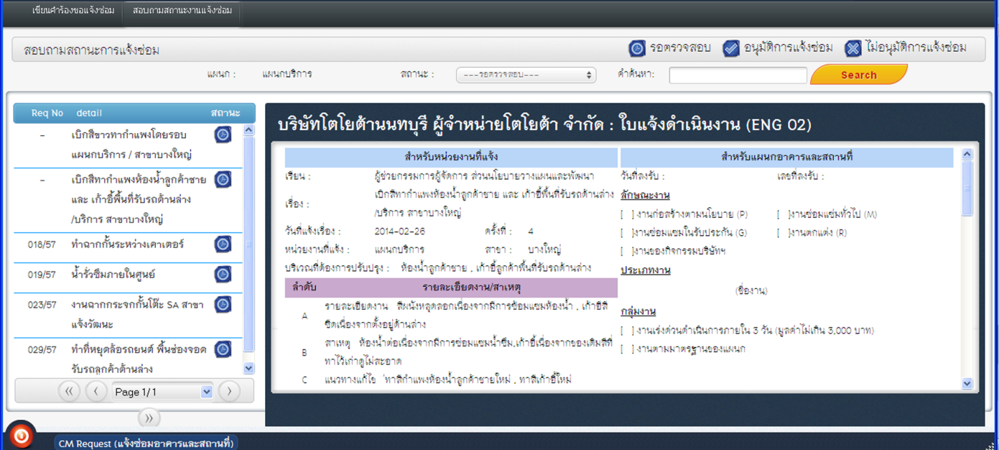 เขียนคำร้องขอแจ้งซ่อม สอบถามสถานะงานแจ้งซ่อม
สอบถามสถานะการแจ้งซ่อม รอตรวจสอบ อนุมัติการแจ้งซ่อม ไม่อนุมัติการแจ้งซ่อม
แผนก : แผนกบริการ สถานะ : ---รอตรวจสอบ--- คำค้นหา: Search
Req No detail สถานะ
- เบิกสีขาวทากำแพงโดยรอบ
แผนกบริการ / สาขาบางใหญ่
- เบิกสีทากำแพงห้องน้ำลูกค้าชาย
และ เก้าอี้พื้นที่รับรถด้านล่าง
/บริการ สาขาบางใหญ่
018/57 ทำฉากกั้นระหว่างเคาเตอร์
019/57 น้ำรั่วซึมภายในศูนย์
023/57 งานฉากกระจกกั้นโต๊ะ SA สาขา
แจ้งวัฒนะ
029/57 ทำที่หยุดล้อรถยนต์ พื้นช่องจอด
รับรถลูกค้าด้านล่าง
Page 1/1
บริษัทโตโยต้านนทบุรี ผู้จำหน่ายโตโยต้า จำกัด : ใบแจ้งดำเนินงาน (ENG 02)
สำหรับหน่วยงานที่แจ้ง
เรียน : ผู้ช่วยกรรมการผู้จัดการ ส่วนนโยบายวางแผนและพัฒนา
เรื่อง : เบิกสีทากำแพงห้องน้ำลูกค้าชาย และ เก้าอี้พื้นที่รับรถด้านล่าง
/บริการ สาขาบางใหญ่
วันที่แจ้งเรื่อง : 2014-02-26 ครั้งที่ : 4
หน่วยงานที่แจ้ง : แผนกบริการ สาขา : บางใหญ่
บริเวณที่ต้องการปรับปรุง : ห้องน้ำลูกค้าชาย , เก้าอี้ลูกค้าพื้นที่รับรถด้านล่าง
ลำดับ รายละเอียดงาน/สาเหตุ
A รายละเอียดงาน สีผนังหลุดลอกเนื่องจากมีการซ่อมแซมห้องน้ำ , เก้าอีสี
ซีดเนื่องจากตั้งอยู่ด้านล่าง
B สาเหตุ ห้องน้ำต่อเนื่องจากมีการซ่อมแซมน้ำซึม,เก้าอี้เนื่องจากของเดิมสีที่
ทาไว้เก่าดูไม่สะอาด
C แนวทางแก้ไข 'ทาสีกำแพงห้องน้ำลูกค้าชายใหม่ , ทาสีเก้าอี้ใหม่
สำหรับแผนกอาคารและสถานที่
วันที่ลงรับ : เลขที่ลงรับ :
ลักษณะงาน
[ ] งานก่อสร้างตามนโยบาย (P) [ ]งานซ่อมแซ่มทั่วไป (M)
[ ]งานซ่อมแซมในรับประกัน (G) [ ]งานตกแต่ง (R)
[ ]งานของกิจกรรมบริษัทฯ
ประเภทงาน
(ชื่องาน)
กลุ่มงาน
[ ] งานเร่งด่วนดำเนินการภายใน 3 วัน (มูลค่าไม่เกิน 3,000 บาท)
[ ] งานตามมาตรฐานของแผนก
CM Request (แจ้งซ่อมอาคารและสถานที่)